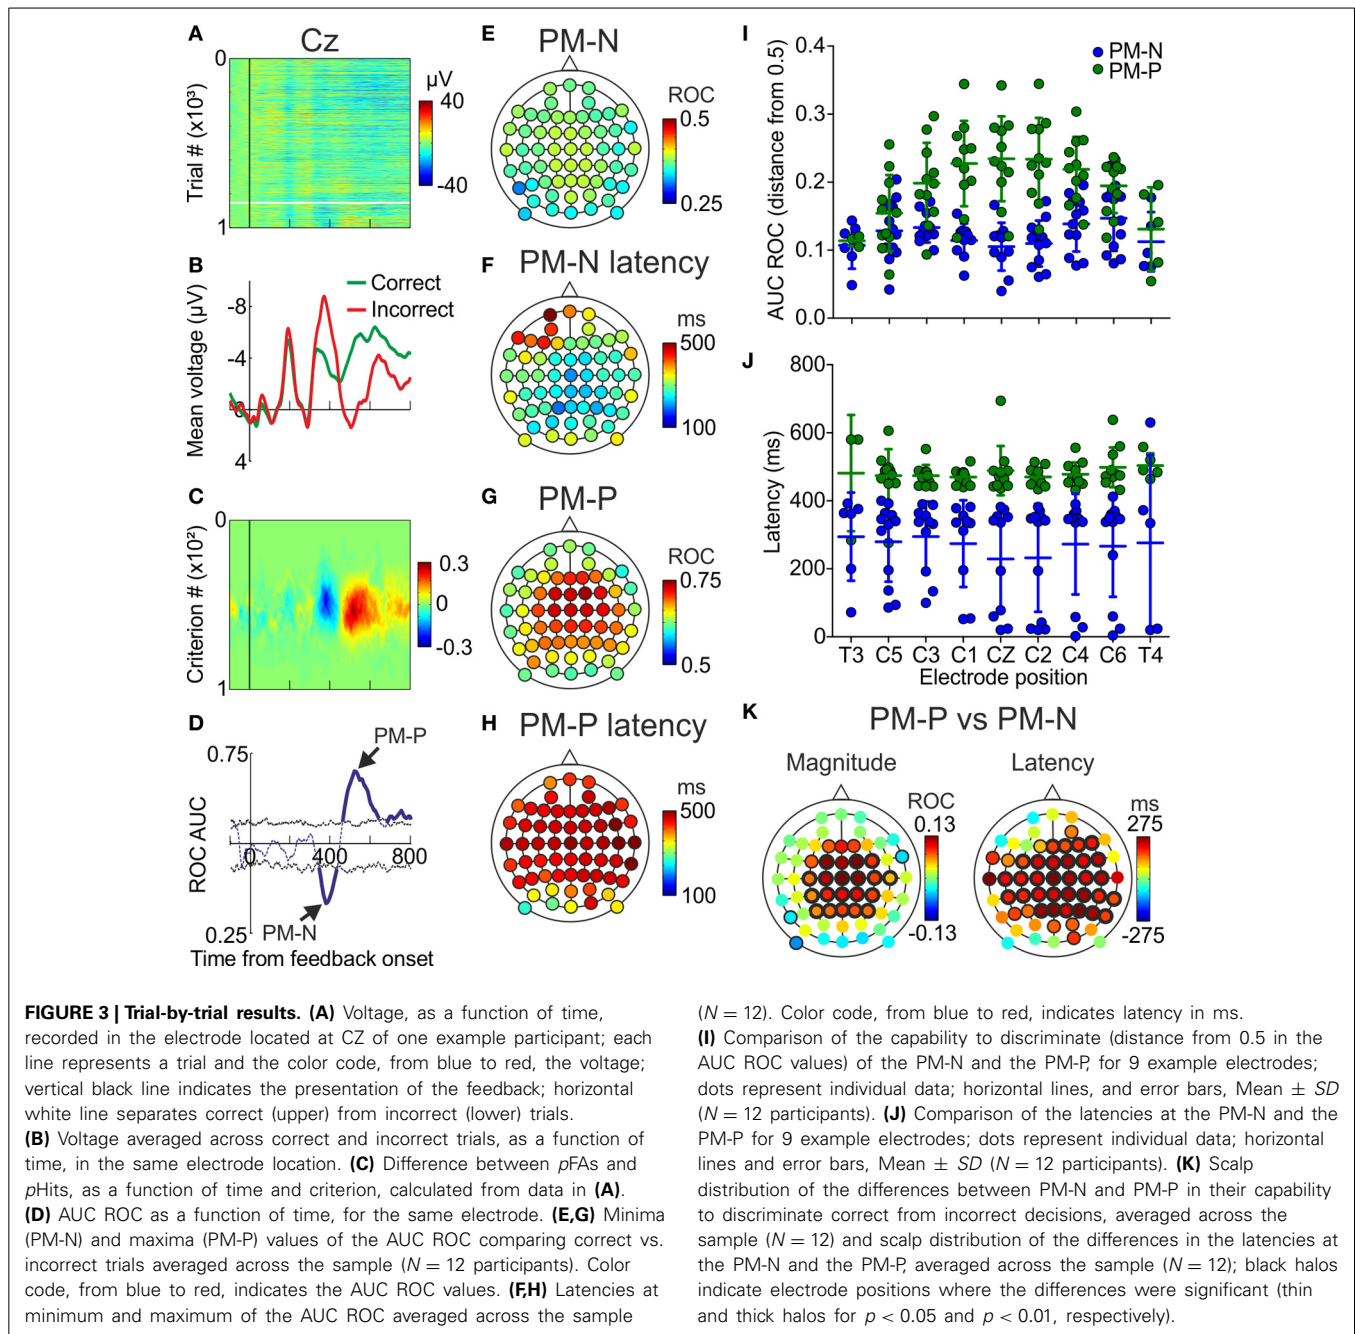 A
Cz
0
Trial # (x10³)
1
µV
40
-40
B
Correct
Incorrect
Mean voltage (µV)
-8
-4
0
4
C
0
Criterion # (x10²)
1
0.3
0
-0.3
D
PM-P
0.75
ROC AUC
0
400
800
0.25
PM-N
Time from feedback onset
E
PM-N
ROC
0.5
0.25
F
PM-N latency
ms
500
100
G
PM-P
ROC
0.75
0.5
H
PM-P latency
ms
500
100
I
PM-N
PM-P
AUC ROC (distance from 0.5)
0.4
0.3
0.2
0.1
0.0
J
Latency (ms)
800
600
400
200
0
T3 C5 C3 C1 CZ C2 C4 C6 T4
Electrode position
K
PM-P vs PM-N
Magnitude
ROC
0.13
-0.13
Latency
ms
275
-275
FIGURE 3 | Trial-by-trial results. (A) Voltage, as a function of time,
recorded in the electrode located at CZ of one example participant; each
line represents a trial and the color code, from blue to red, the voltage;
vertical black line indicates the presentation of the feedback; horizontal
white line separates correct (upper) from incorrect (lower) trials.
(B) Voltage averaged across correct and incorrect trials, as a function of
time, in the same electrode location. (C) Difference between pFAs and
pHits, as a function of time and criterion, calculated from data in (A).
(D) AUC ROC as a function of time, for the same electrode. (E,G) Minima
(PM-N) and maxima (PM-P) values of the AUC ROC comparing correct vs.
incorrect trials averaged across the sample (N = 12 participants). Color
code, from blue to red, indicates the AUC ROC values. (F,H) Latencies at
minimum and maximum of the AUC ROC averaged across the sample
(N = 12). Color code, from blue to red, indicates latency in ms.
(I) Comparison of the capability to discriminate (distance from 0.5 in the
AUC ROC values) of the PM-N and the PM-P, for 9 example electrodes;
dots represent individual data; horizontal lines, and error bars, Mean ± SD
(N = 12 participants). (J) Comparison of the latencies at the PM-N and the
PM-P for 9 example electrodes; dots represent individual data; horizontal
lines and error bars, Mean ± SD (N = 12 participants). (K) Scalp
distribution of the differences between PM-N and PM-P in their capability
to discriminate correct from incorrect decisions, averaged across the
sample (N = 12) and scalp distribution of the differences in the latencies at
the PM-N and the PM-P, averaged across the sample (N = 12); black halos
indicate electrode positions where the differences were significant (thin
and thick halos for p < 0.05 and p < 0.01, respectively).